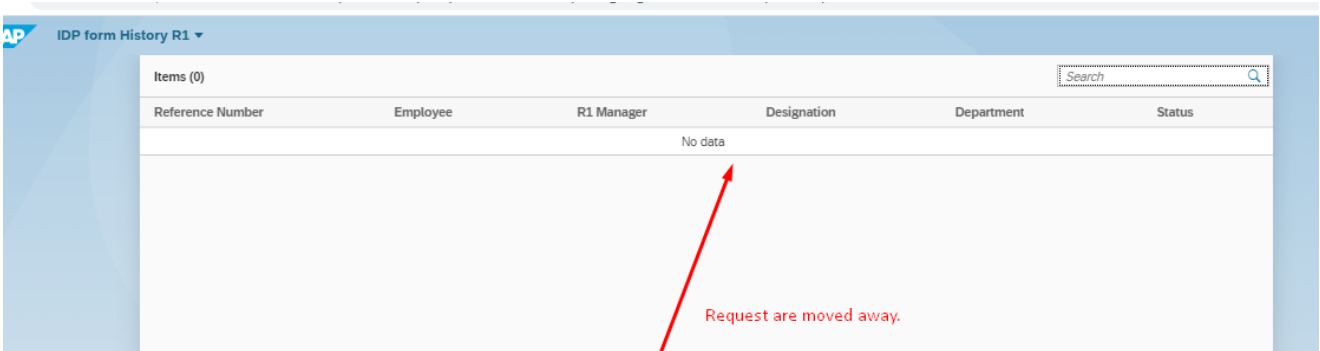 AP IDP form History R1
Items (0) Search
Reference Number Employee R1 Manager Designation Department Status
No data
Request are moved away.